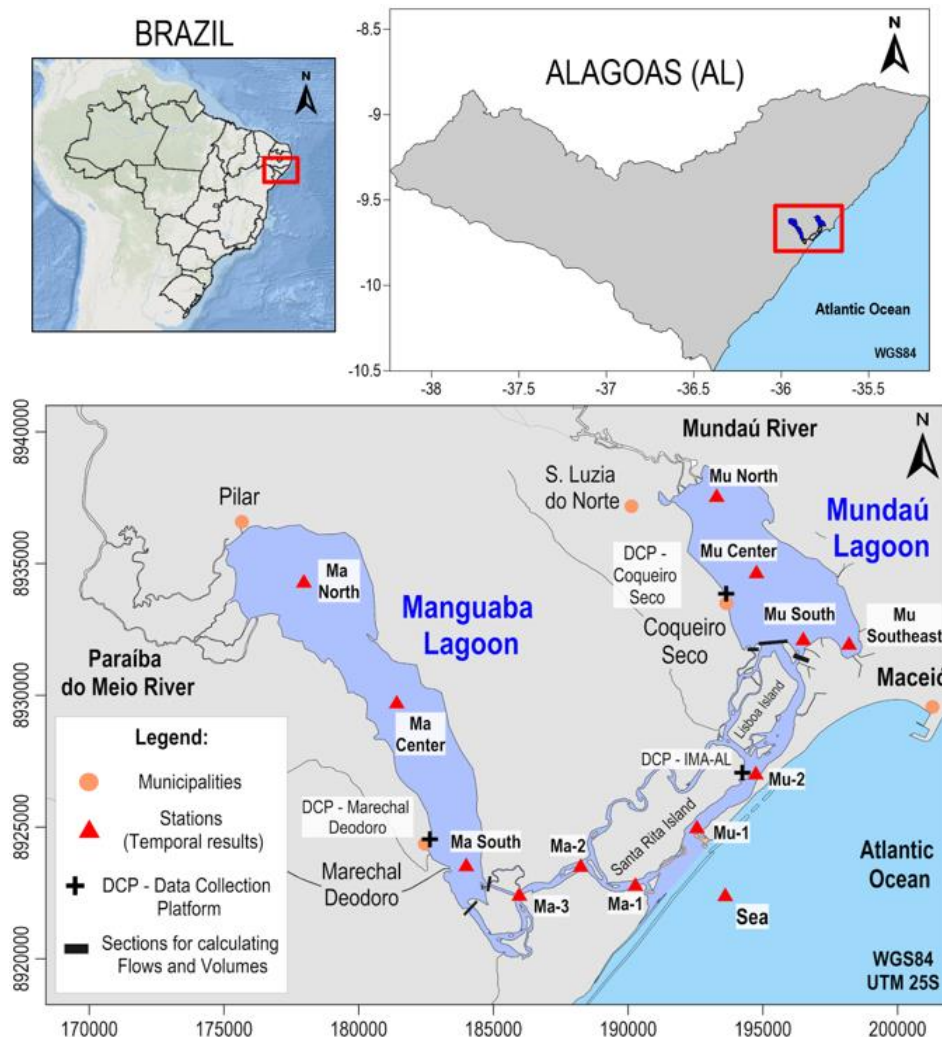 BRAZIL
N
-8.5
-9
-9.5
-10
-10.5
ALAGOAS (AL)
N
Atlantic Ocean
WGS84
-38
-37.5
-37
-36.5
-36
-35.5
8940000
8935000
8930000
8925000
8920000
N
Mundaú River
Mu North
S. Luzia
do Norte
Pilar
Mundaú
Lagoon
Mu Center
DCP -
Coqueiro
Seco
Ma
North
Manguaba
Lagoon
Mu South
Mu
Southeast
Coqueiro
Seco
Paraíba
do Meio River
Maceió
Lisboa Island
Ma
Center
Legend:
Municipalities
Stations
(Temporal results)
DCP - Data Collection
Platform
Sections for calculating
Flows and Volumes
DCP - IMA-AL
Mu-2
DCP - Marechal
Deodoro
Mu-1
Santa Rita Island
Ma South
Ma-2
Marechal
Deodoro
Ma-3
Ma-1
Sea
Atlantic
Ocean
WGS84
UTM 25S
170000
175000
180000
185000
190000
195000
200000